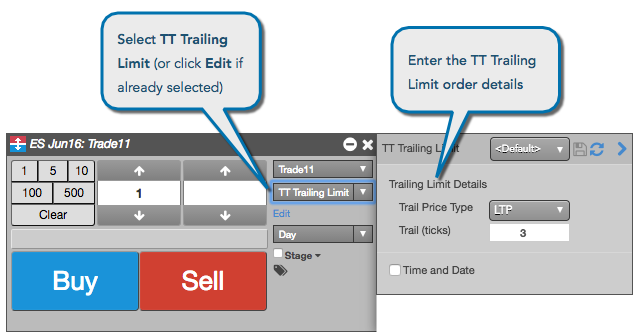 Select TT Trailing
Limit (or click Edit if
already selected)
Enter the TT Trailing
Limit order details
ES Jun16: Trade11
1 5 10
100 500
Clear
1
Trade11
TT Trailing Limit
Edit
Day
Stage
Buy
Sell
TT Trailing Limit <Default>
Trailing Limit Details
Trail Price Type LTP
Trail (ticks) 3
Time and Date